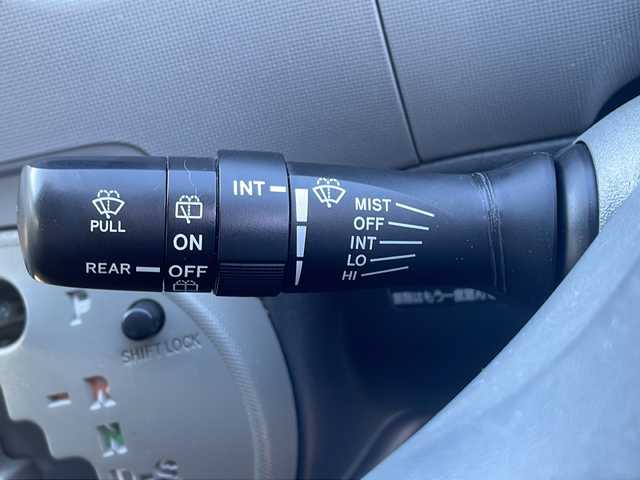 PULL
REAR
ON
OFF
INT
MIST
OFF
INT
LO
HI
P
SHIFT LOCK
R
N
D-S